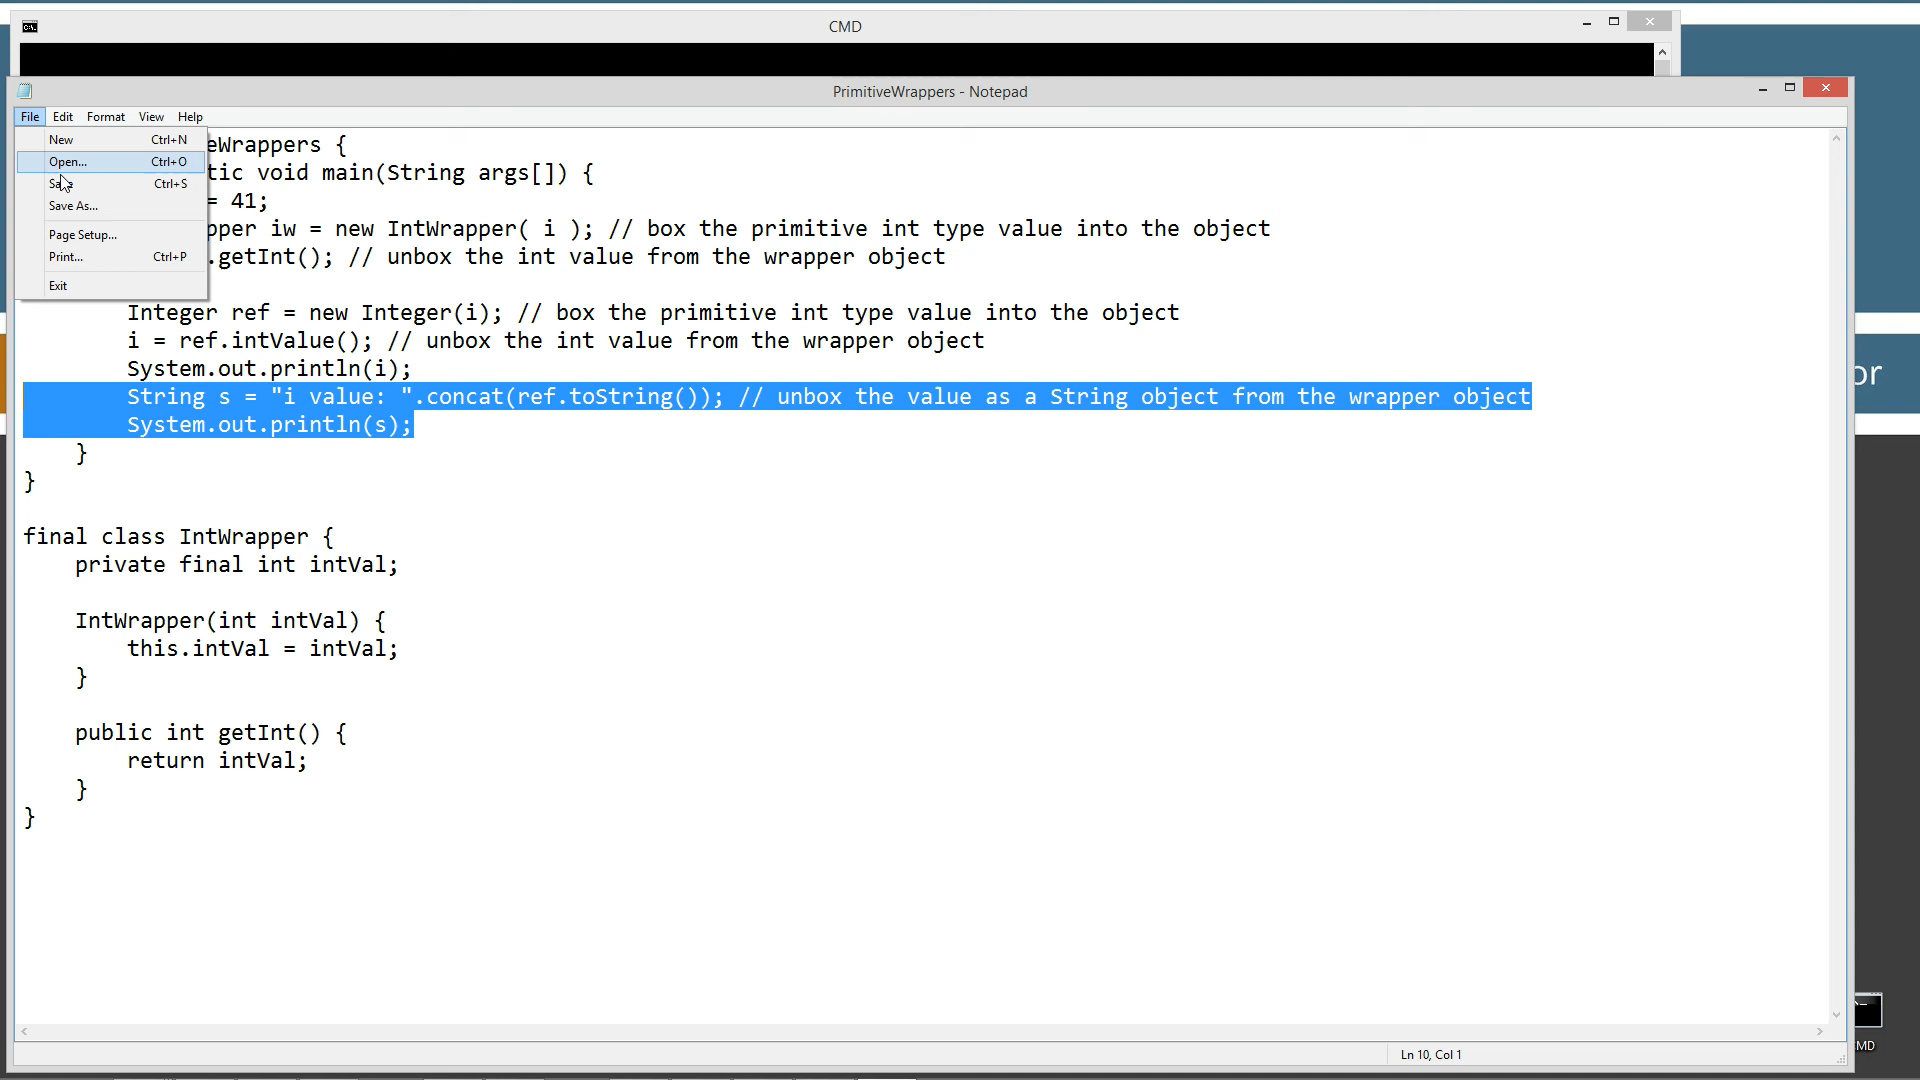 CMD
PrimitiveWrappers - Notepad
File Edit Format View Help
New Ctrl+N
Open... Ctrl+O
Save Ctrl+S
Save As...
Page Setup...
Print... Ctrl+P
Exit
eWrappers {
tic void main(String args[]) {
= 41;
pper iw = new IntWrapper( i ); // box the primitive int type value into the object
.getInt(); // unbox the int value from the wrapper object
Integer ref = new Integer(i); // box the primitive int type value into the object
i = ref.intValue(); // unbox the int value from the wrapper object
System.out.println(i);
String s = "i value: ".concat(ref.toString()); // unbox the value as a String object from the wrapper object
System.out.println(s);
}
}
final class IntWrapper {
private final int intVal;
IntWrapper(int intVal) {
this.intVal = intVal;
}
public int getInt() {
return intVal;
}
}
or
MD
Ln 10, Col 1